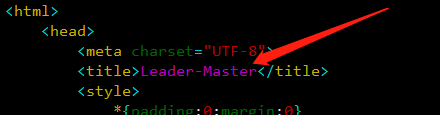 <html>
<head>
<meta charset="UTF-8">
<title>Leader-Master</title>
<style>
*{padding:0;margin:0}